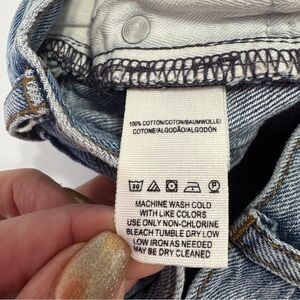 100% COTTON/COTON/BAUMWOLLE/
COTONE/ALGODÃO/ALGODÓN
MACHINE WASH COLD
WITH LIKE COLORS
USE ONLY NON-CHLORINE
BLEACH TUMBLE DRY LOW
LOW IRON AS NEEDED
MAY BE DRY CLEANED